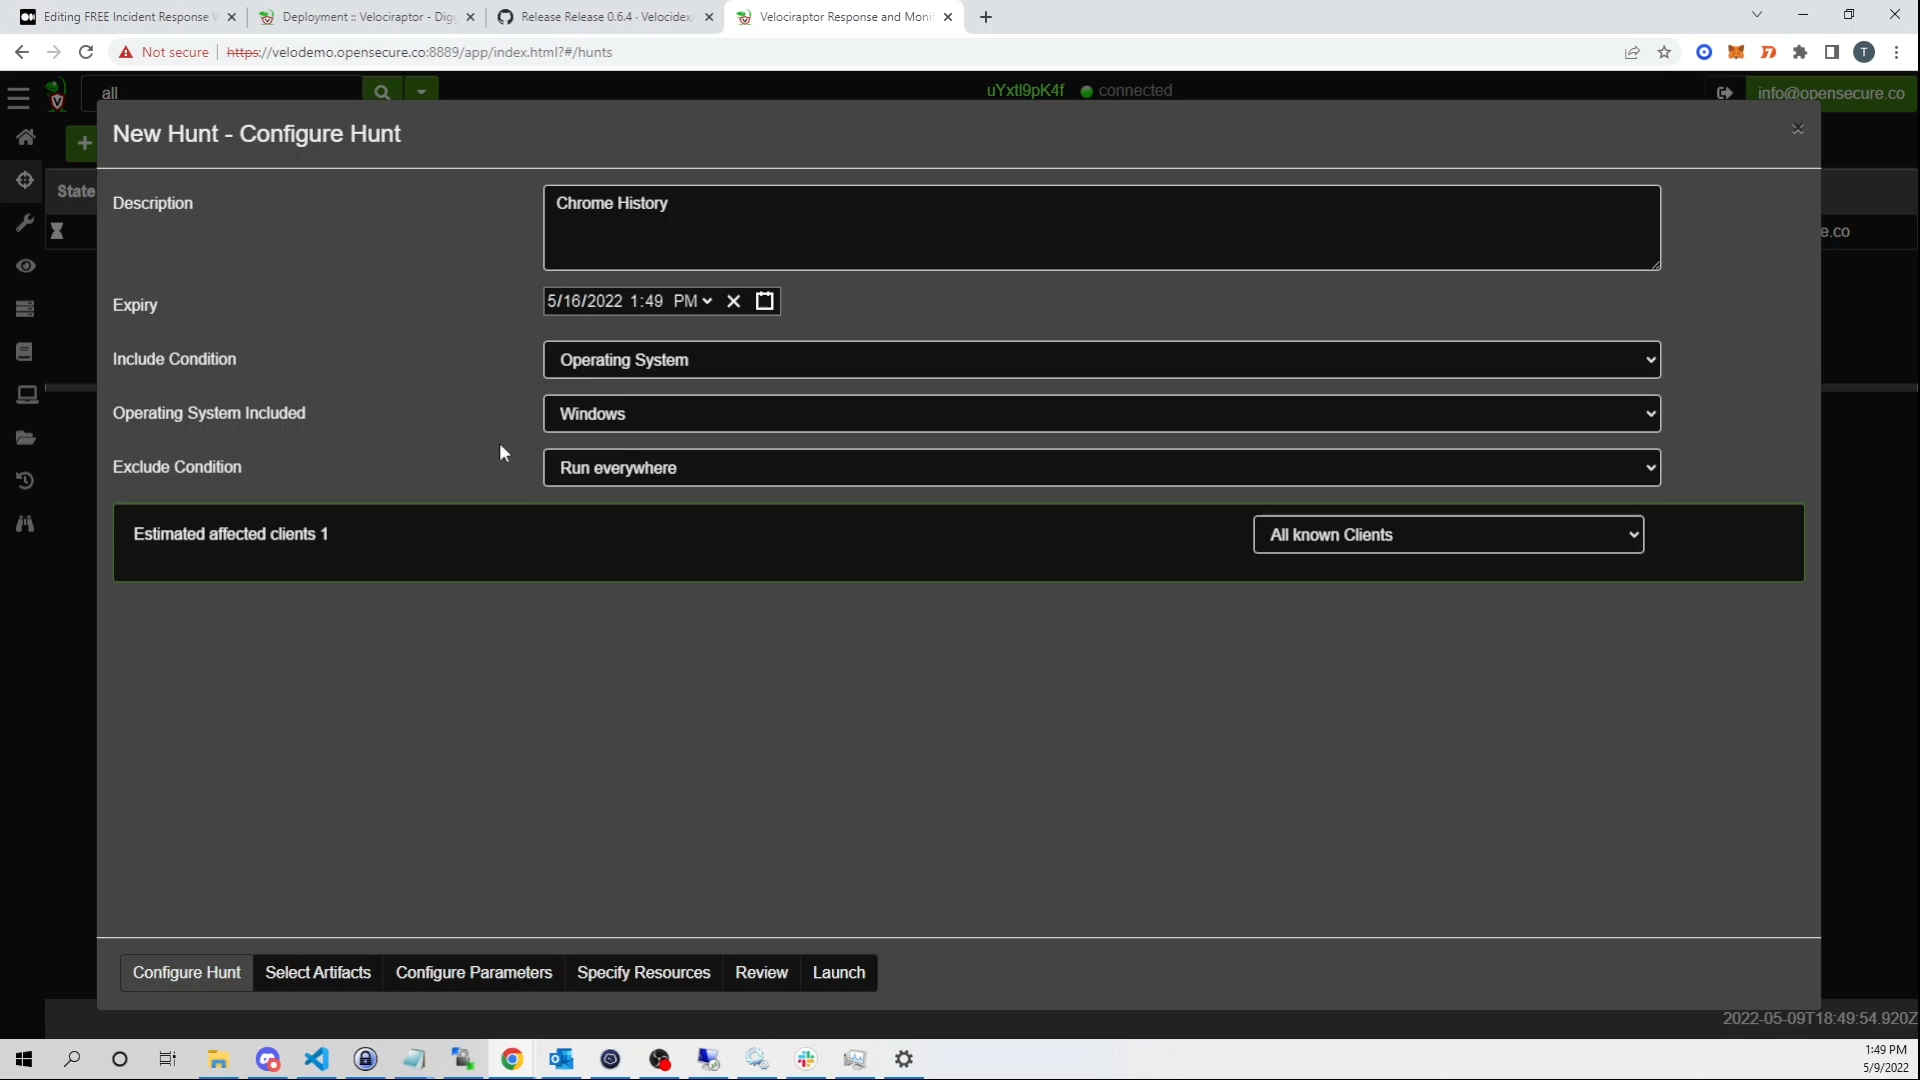 Editing FREE Incident Response
Deployment :: Velociraptor - Dig
Release Release 0.6.4 · Velocidex
Velociraptor Response and Moni
Not secure
https://velodemo.opensecure.co:8889/app/index.html?#/hunts
T
all
uYxtl9pK4f connected
info@opensecure.co
New Hunt - Configure Hunt
State
e.co
Description
Chrome History
Expiry
5/16/2022 1:49 PM
Include Condition
Operating System
Operating System Included
Windows
Exclude Condition
Run everywhere
Estimated affected clients 1
All known Clients
Configure Hunt Select Artifacts Configure Parameters Specify Resources Review Launch
2022-05-09T18:49:54.920Z
1:49 PM
5/9/2022